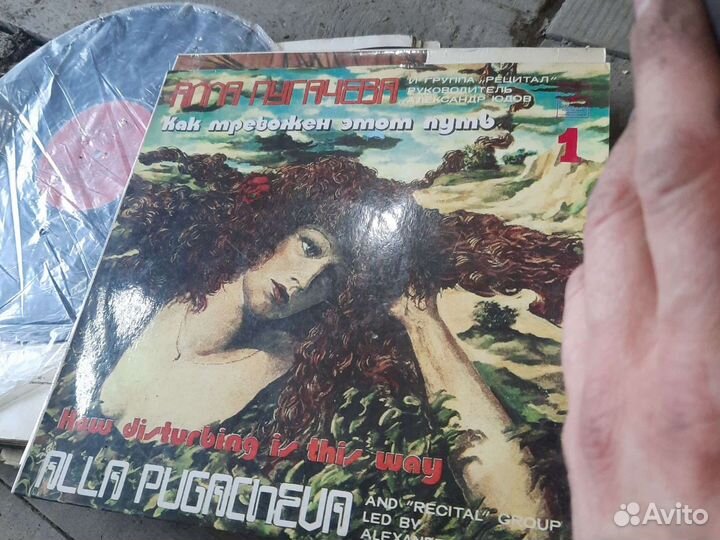 АЛЛА ПУГАЧЕВА
И ГРУППА „РЕЦИТАЛ"
РУКОВОДИТЕЛЬ
АЛЕКСАНДР ЮДОВ
Как тревожен этот путь
1
How disturbing is this way
ALLA PUGACHEVA
AND "RECITAL" GROUP
LED BY
Avito